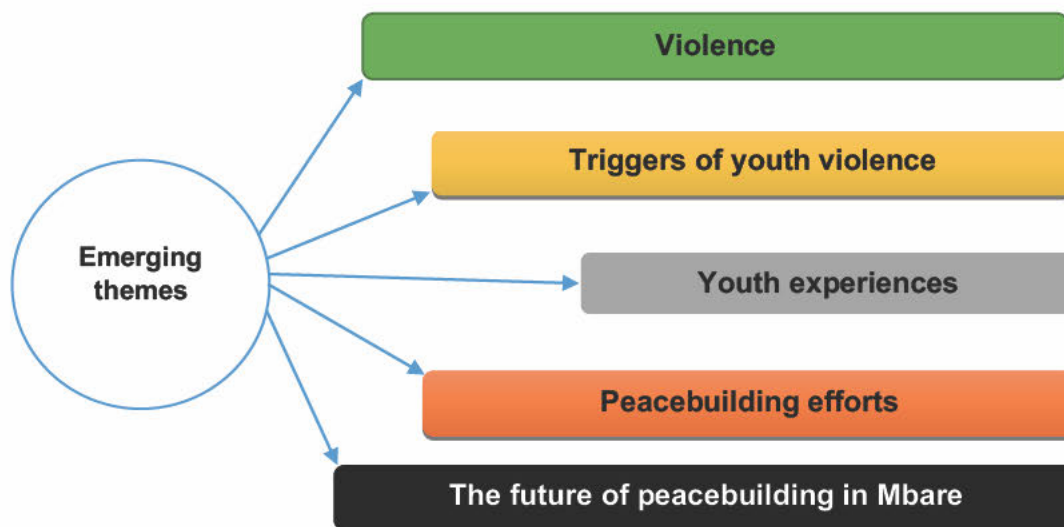 Violence
Triggers of youth violence
Emerging
themes
Youth experiences
Peacebuilding efforts
The future of peacebuilding in Mbare